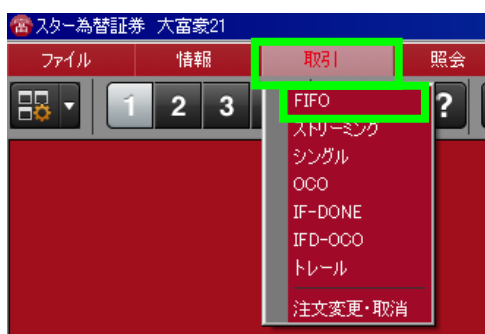 スター為替証券 大富豪21
ファイル 情報 取引 照会
1 2 3 ?
FIFO
ストリーミング
シングル
OCO
IF-DONE
IFD-OCO
トレール
注文変更・取消